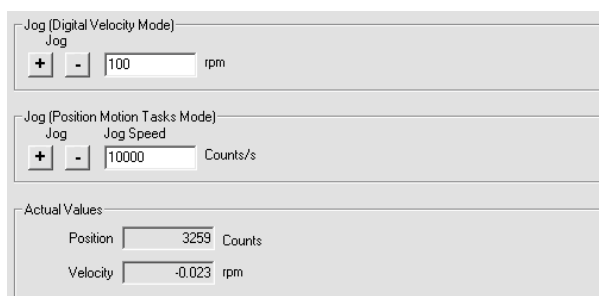 Jog (Digital Velocity Mode)
Jog
+ - 100 rpm
Jog (Position Motion Tasks Mode)
Jog Jog Speed
+ - 10000 Counts/s
Actual Values
Position 3259 Counts
Velocity -0.023 rpm